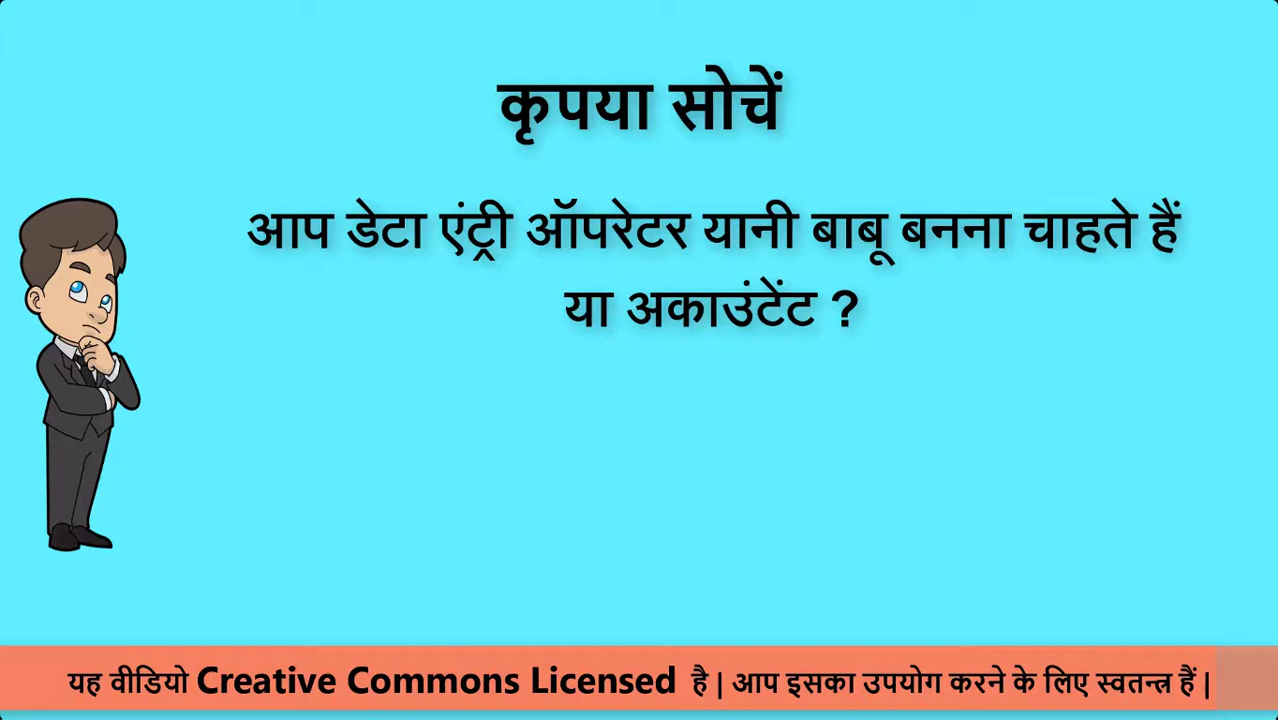 कृपया सोचें
आप डेटा एंट्री ऑपरेटर यानी बाबू बनना चाहते हैं
या अकाउंटेंट ?
यह वीडियो Creative Commons Licensed है | आप इसका उपयोग करने के लिए स्वतन्त्र हैं |